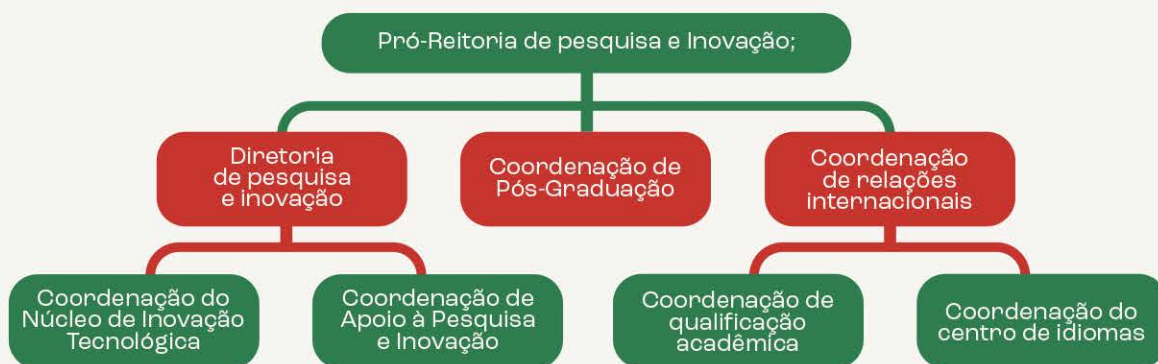 Pró-Reitoria de pesquisa e Inovação;
Diretoria
de pesquisa
e inovação
Coordenação de
Pós-Graduação
Coordenação
de relações
internacionais
Coordenação do
Núcleo de Inovação
Tecnológica
Coordenação de
Apoio à Pesquisa
e Inovação
Coordenação de
qualificação
acadêmica
Coordenação do
centro de idiomas